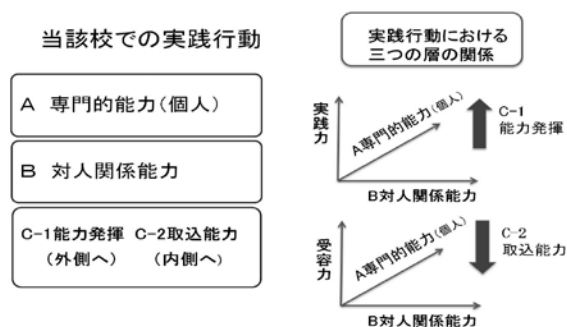 当該校での実践行動
A 専門的能力(個人)
B 対人関係能力
C-1能力発揮 C-2取込能力
(外側へ) (内側へ)
実践行動における
三つの層の関係
実践力
A専門的能力(個人)
C-1
能力発揮
B対人関係能力
受容力
A専門的能力(個人)
C-2
取込能力
B対人関係能力